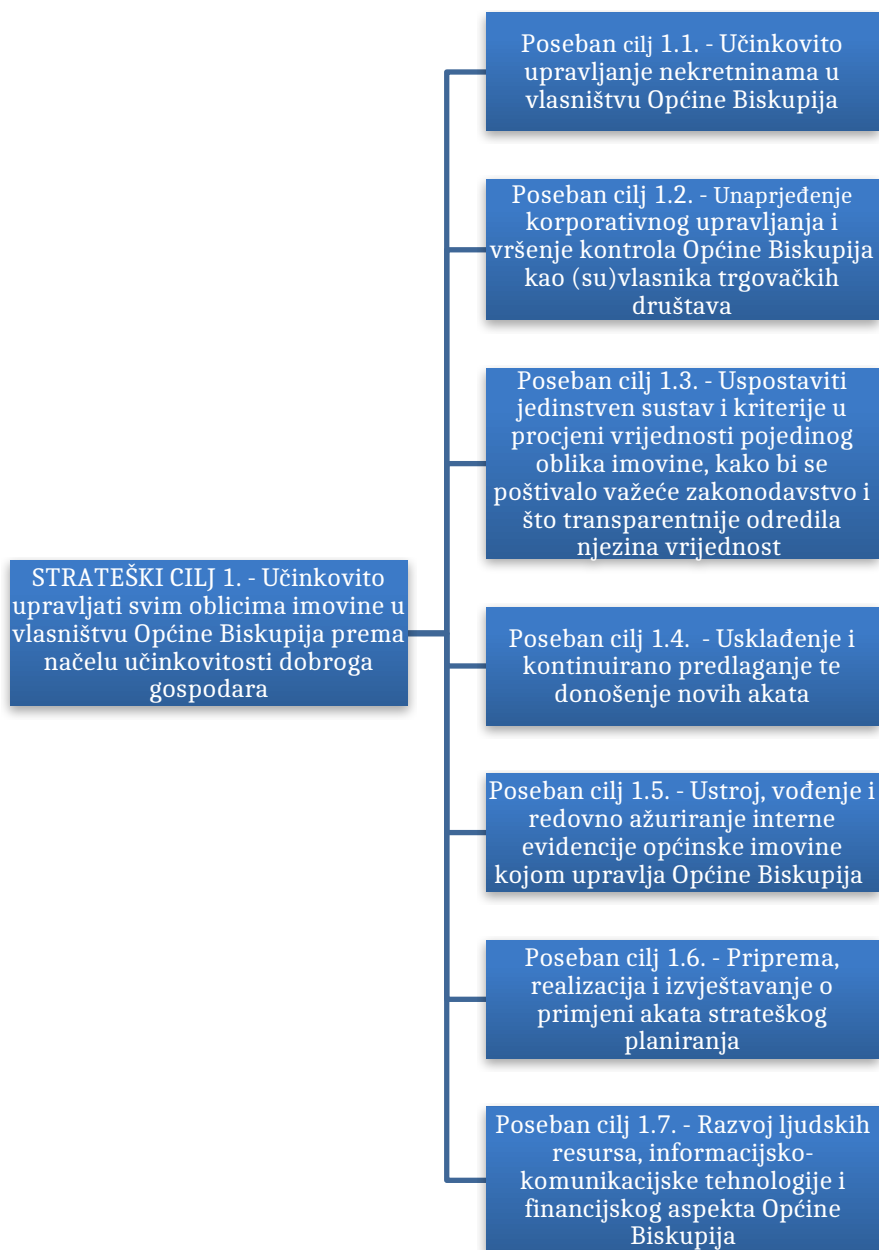 Poseban cilj 1.1. - Učinkovito
upravljanje nekretninama u
vlasništvu Općine Biskupija
Poseban cilj 1.2. - Unaprjeđenje
korporativnog upravljanja i
vršenje kontrola Općine Biskupija
kao (su)vlasnika trgovačkih
društava
Poseban cilj 1.3. - Uspostaviti
jedinstven sustav i kriterije u
procjeni vrijednosti pojedinog
oblika imovine, kako bi se
poštivalo važeće zakonodavstvo i
što transparentnije odredila
njezina vrijednost
STRATEŠKI CILJ 1. - Učinkovito
upravljati svim oblicima imovine u
vlasništvu Općine Biskupija prema
načelu učinkovitosti dobroga
gospodara
Poseban cilj 1.4. - Usklađenje i
kontinuirano predlaganje te
donošenje novih akata
Poseban cilj 1.5. - Ustroj, vođenje i
redovno ažuriranje interne
evidencije općinske imovine
kojom upravlja Općine Biskupija
Poseban cilj 1.6. - Priprema,
realizacija i izvještavanje o
primjeni akata strateškog
planiranja
Poseban cilj 1.7. - Razvoj ljudskih
resursa, informacijsko-
komunikacijske tehnologije i
financijskog aspekta Općine
Biskupija